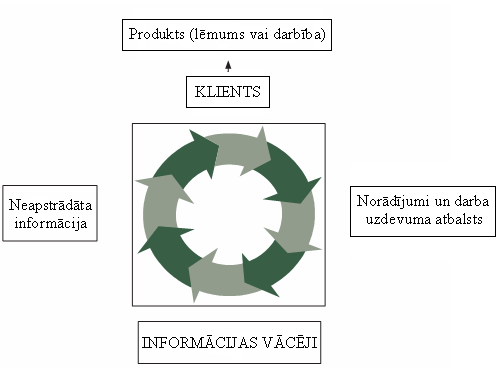 Produkts (lēmums vai darbība)
KLIENTS
Neapstrādāta
informācija
Norādījumi un darba
uzdevuma atbalsts
INFORMĀCIJAS VĀCĒJI